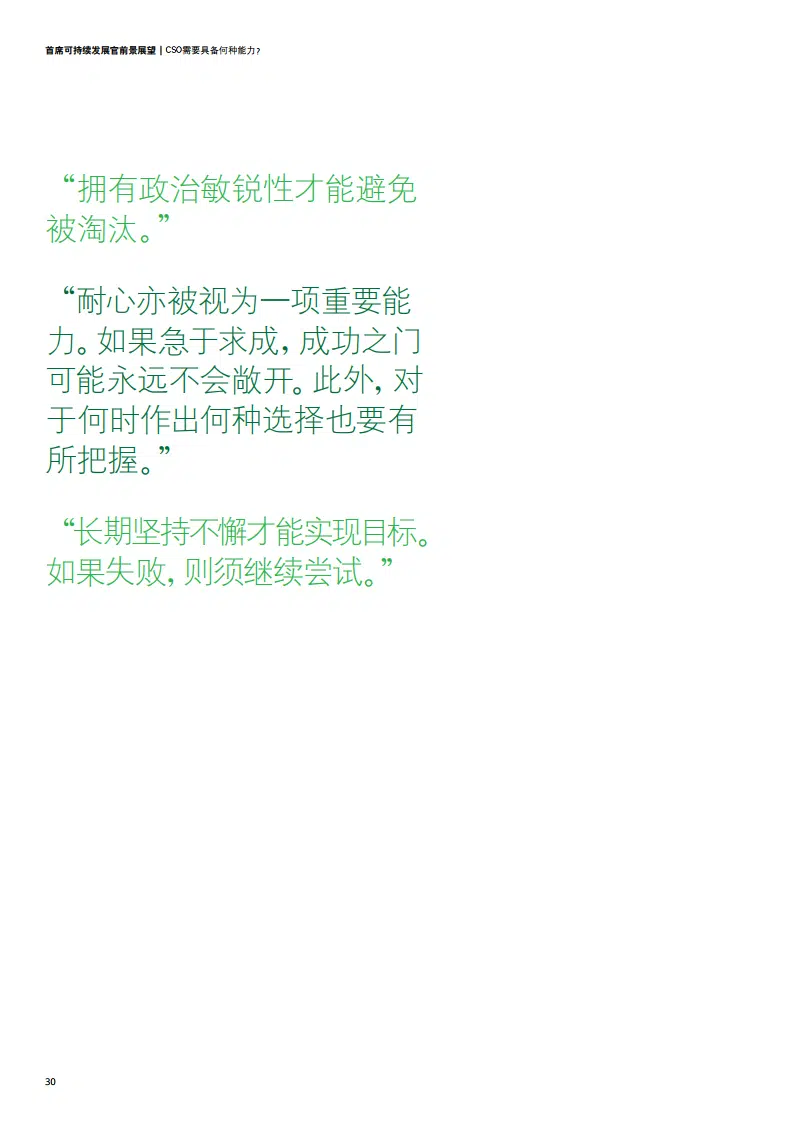 首席可持续发展官前景展望 | CSO需要具备何种能力?
“拥有政治敏锐性才能避免
被淘汰。”
“耐心亦被视为一项重要能
力。如果急于求成，成功之门
可能永远不会敞开。此外，对
于何时作出何种选择也要有
所把握。”
“长期坚持不懈才能实现目标。
如果失败，则须继续尝试。”
30